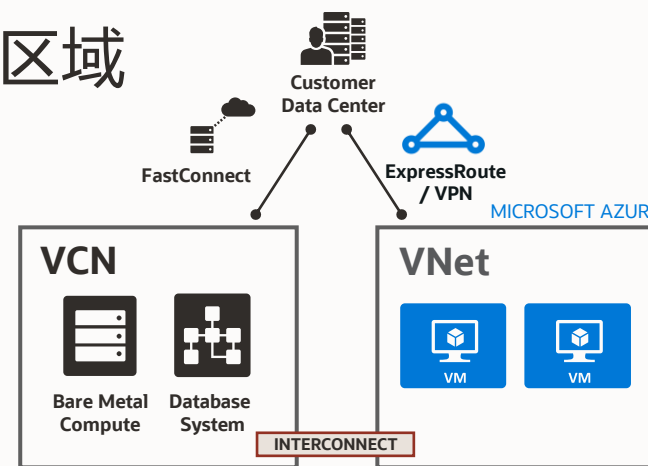 区域
Customer
Data Center
FastConnect
ExpressRoute
/ VPN
MICROSOFT AZUR
VCN
VNet
VM
VM
Bare Metal
Compute
Database
System
INTERCONNECT